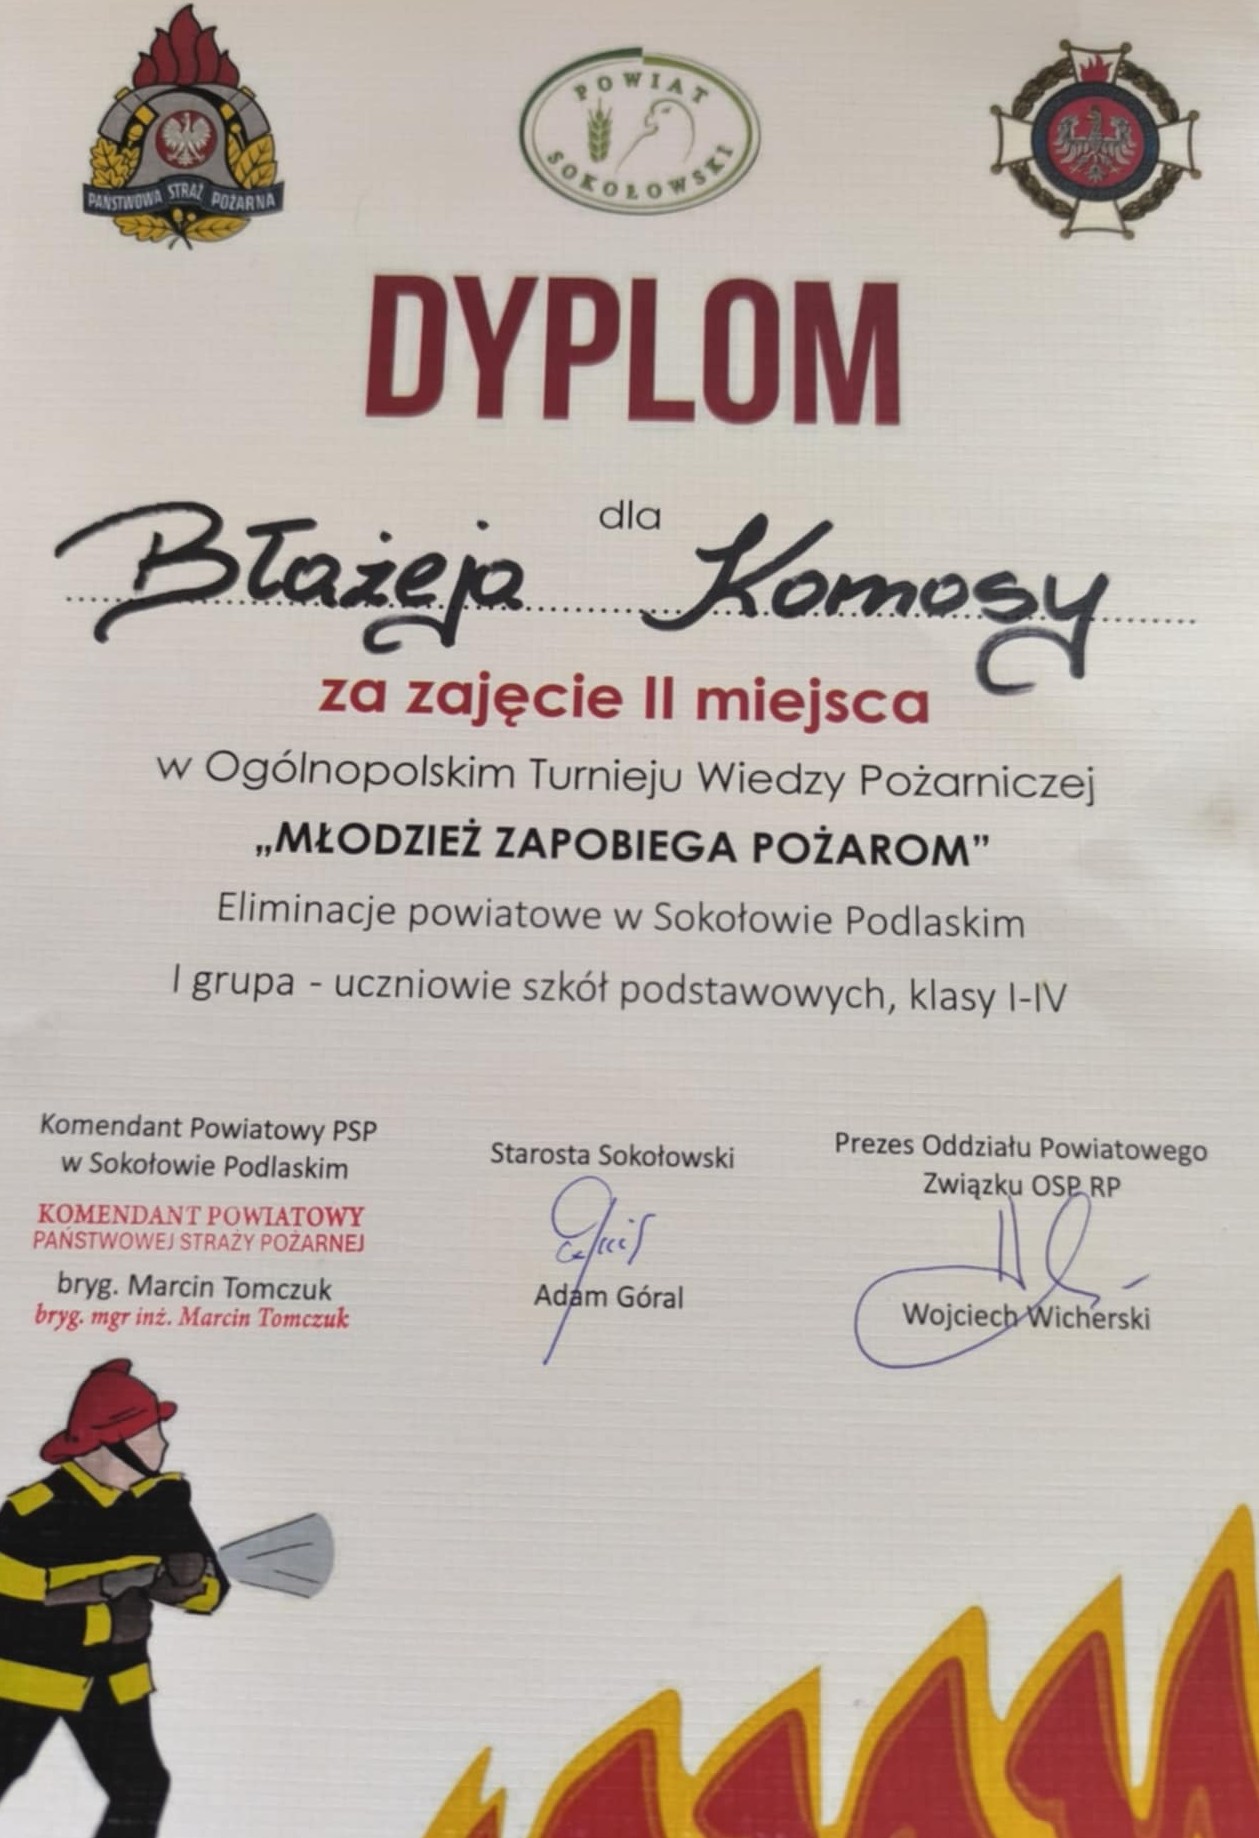 PAŃSTWOWA STRAŻ POŻARNA
POWIAT
SOKOŁOWSKI
DYPLOM
dla
Błażeja Komosy
za zajęcie II miejsca
w Ogólnopolskim Turnieju Wiedzy Pożarniczej
„MŁODZIEŻ ZAPOBIEGA POŻAROM”
Eliminacje powiatowe w Sokołowie Podlaskim
I grupa - uczniowie szkół podstawowych, klasy I-IV
Komendant Powiatowy PSP
w Sokołowie Podlaskim
KOMENDANT POWIATOWY
PAŃSTWOWEJ STRAŻY POŻARNEJ
bryg. Marcin Tomczuk
bryg. mgr inż. Marcin Tomczuk
Starosta Sokołowski
Adam Góral
Prezes Oddziału Powiatowego
Związku OSP RP
Wojciech Wicherski